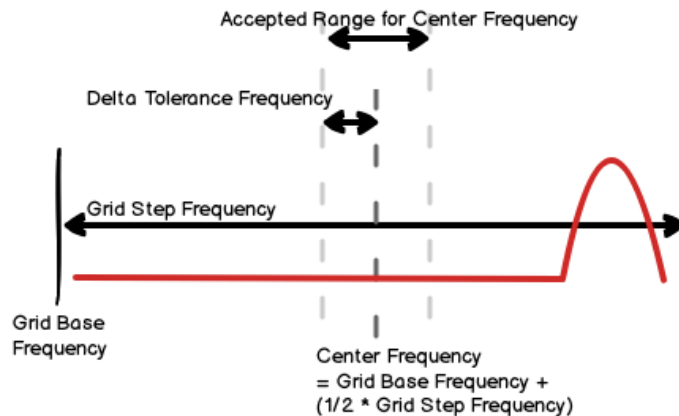 Accepted Range for Center Frequency
Delta Tolerance Frequency
Grid Step Frequency
Grid Base
Frequency
Center Frequency
= Grid Base Frequency +
(1/2 * Grid Step Frequency)